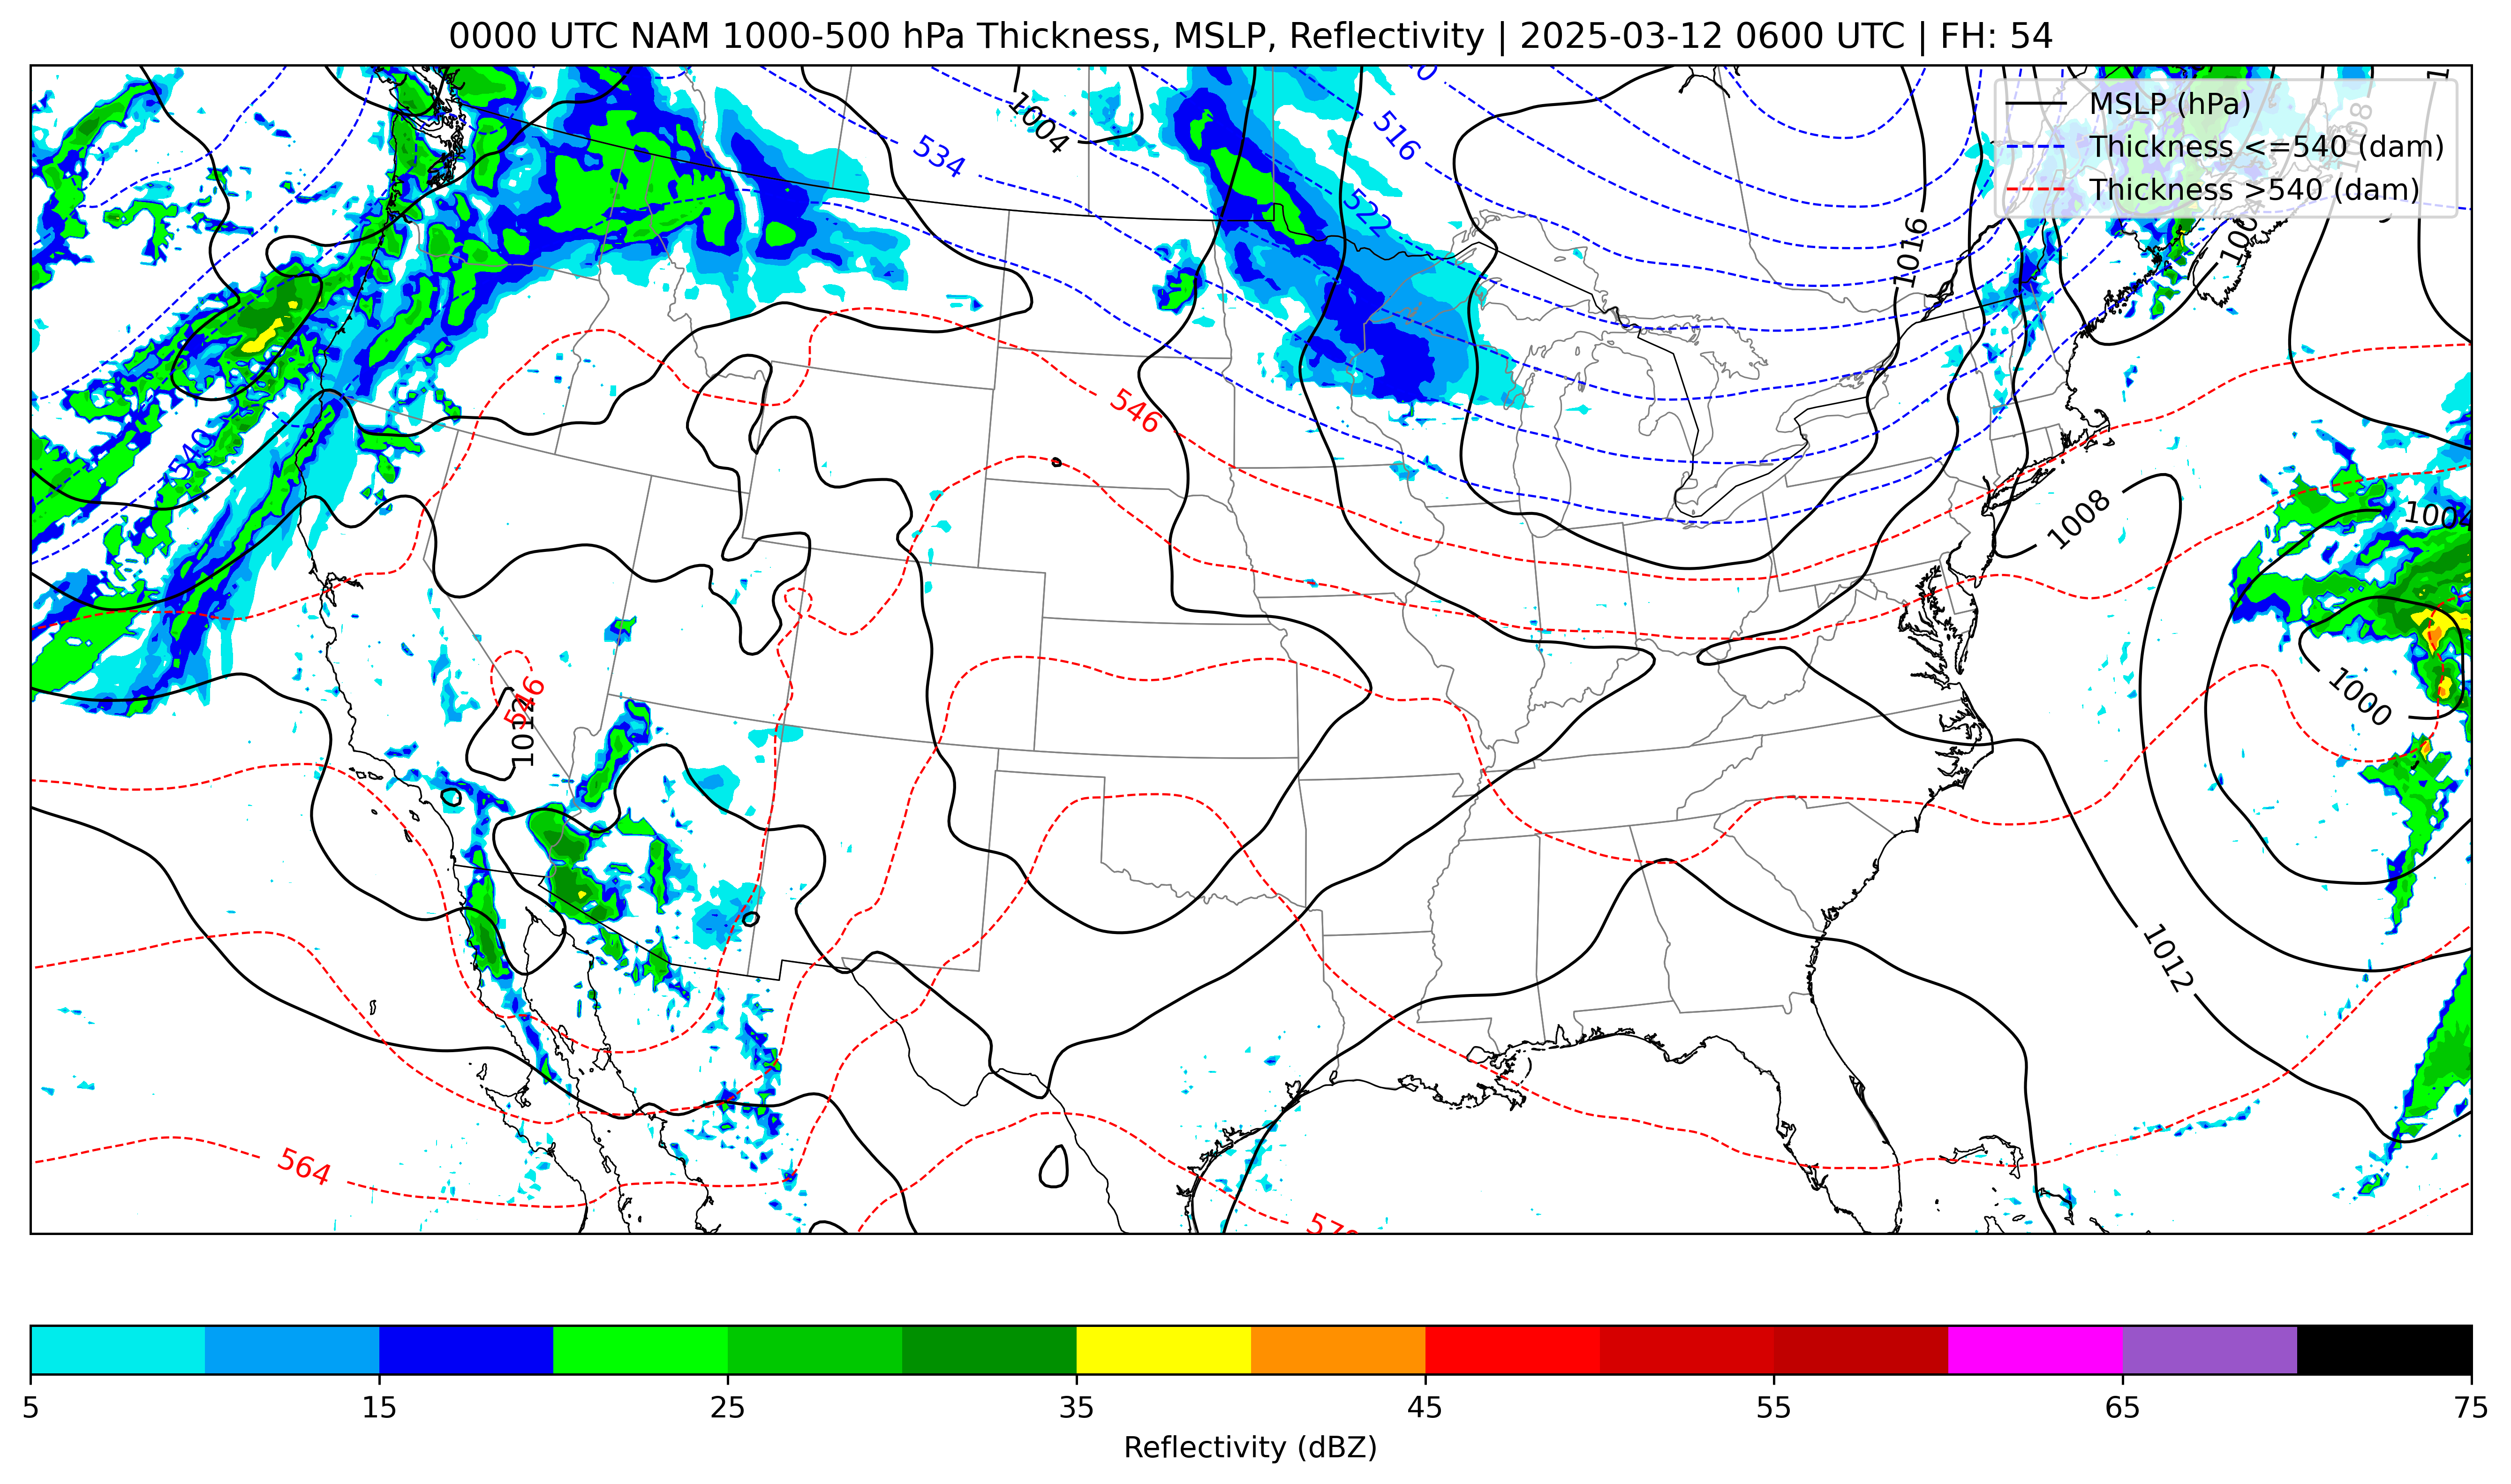 0000 UTC NAM 1000-500 hPa Thickness, MSLP, Reflectivity | 2025-03-12 0600 UTC | FH: 54
MSLP (hPa)
Thickness <=540 (dam)
Thickness >540 (dam)
1004
534
516
522
1016
1008
546
540
1008
1004
1000
546
1012
1012
564
5 15 25 35 45 55 65 75
Reflectivity (dBZ)